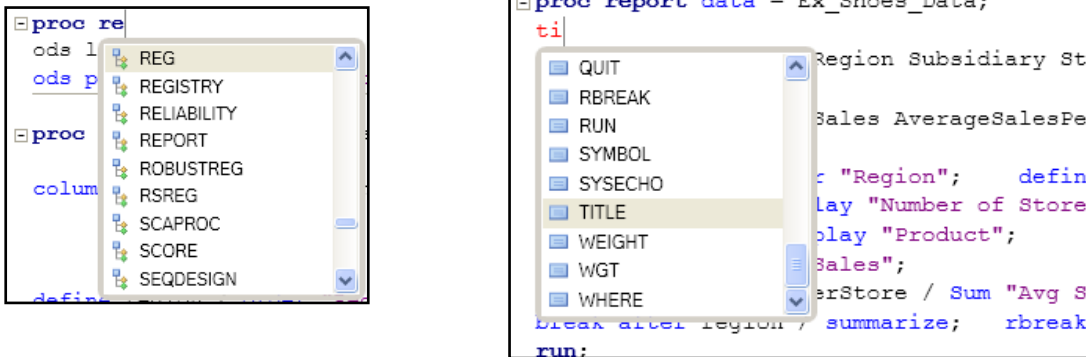 proc re
ods l
REG
ods p
REGISTRY
RELIABILITY
proc
REPORT
ROBUSTREG
colum
RSREG
SCAPROC
SCORE
SEQDESIGN
proc report data = Ex_Shoes_Data;
ti
QUIT
Region Subsidiary St
RBREAK
RUN
Sales AverageSalesPe
SYMBOL
SYSECHO
r "Region"; defin
TITLE
lay "Number of Store
WEIGHT
play "Product";
WGT
Sales";
WHERE
erStore / Sum "Avg S
break after region / summarize; rbreak
run;